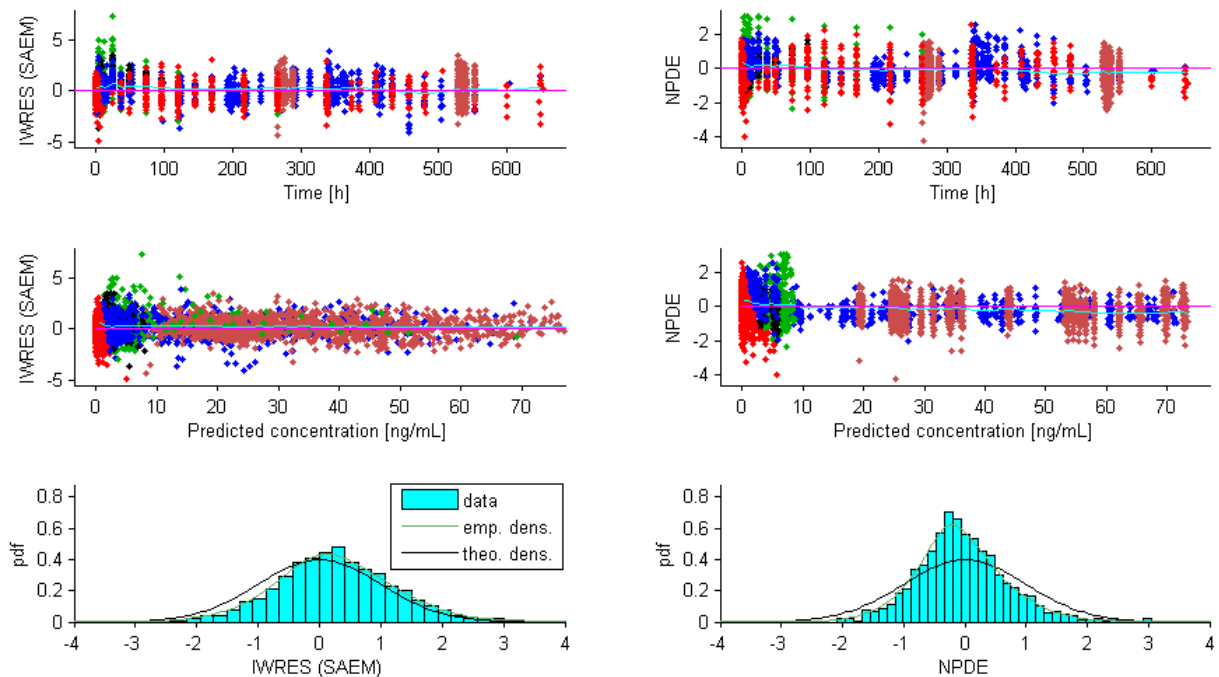 IWRES (SAEM)
5
0
-5
0 100 200 300 400 500 600
Time [h]
NPDE
2
0
-2
-4
0 100 200 300 400 500 600
Time [h]
IWRES (SAEM)
5
0
-5
0 10 20 30 40 50 60 70
Predicted concentration [ng/mL]
NPDE
2
0
-2
-4
0 10 20 30 40 50 60 70
Predicted concentration [ng/mL]
pdf
0.8
0.6
0.4
0.2
0
-4 -3 -2 -1 0 1 2 3 4
IWRES (SAEM)
data
emp. dens.
theo. dens.
pdf
0.8
0.6
0.4
0.2
0
-4 -3 -2 -1 0 1 2 3 4
NPDE